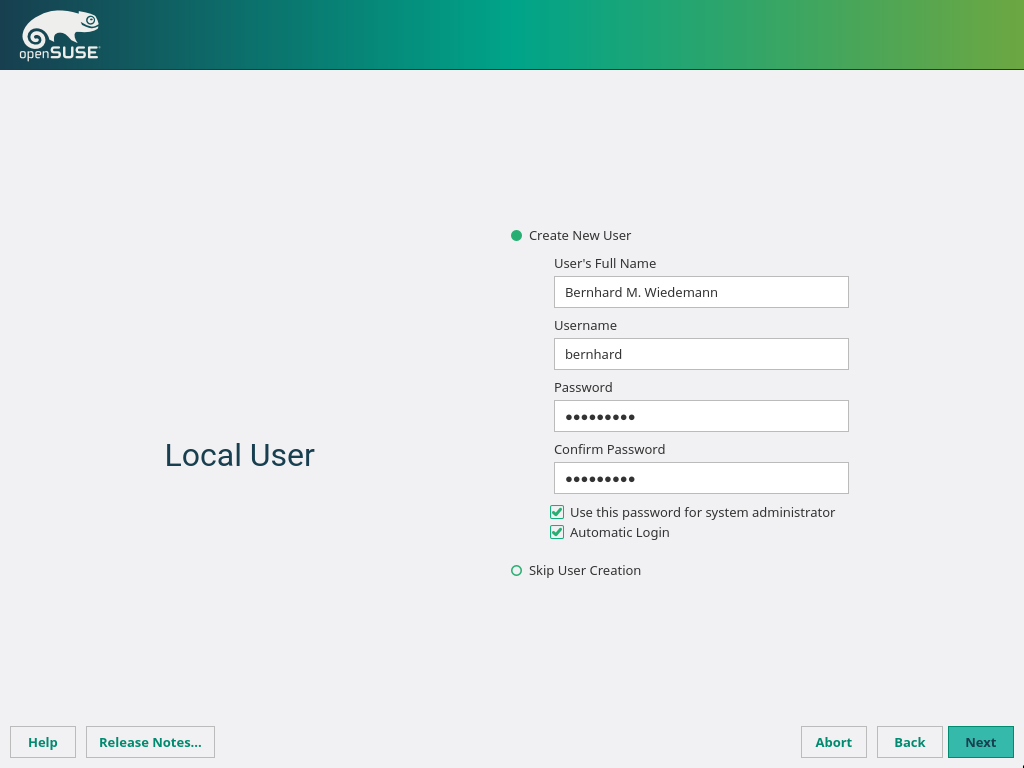 openSUSE
Create New User
User's Full Name
Bernhard M. Wiedemann
Username
bernhard
Password
●●●●●●●●●
Confirm Password
●●●●●●●●●
Local User
Use this password for system administrator
Automatic Login
Skip User Creation
Help
Release Notes...
Abort
Back
Next